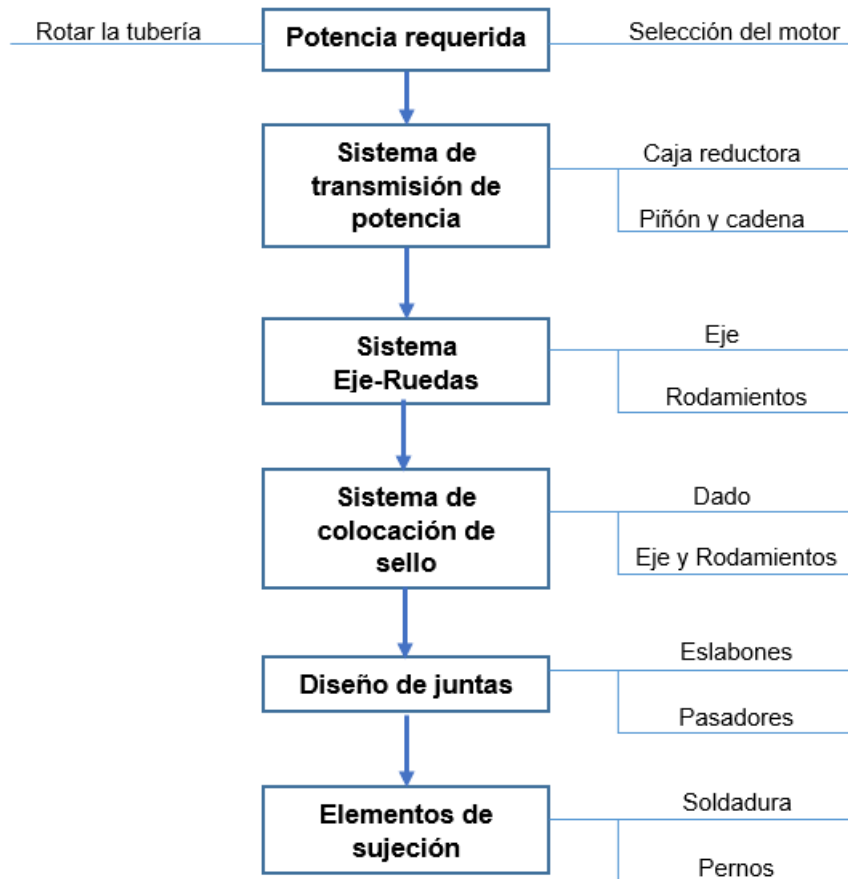 Rotar la tubería
Potencia requerida
Selección del motor
Sistema de
transmisión de
potencia
Caja reductora
Piñón y cadena
Sistema
Eje-Ruedas
Eje
Rodamientos
Sistema de
colocación de
sello
Dado
Eje y Rodamientos
Diseño de juntas
Eslabones
Pasadores
Elementos de
sujeción
Soldadura
Pernos